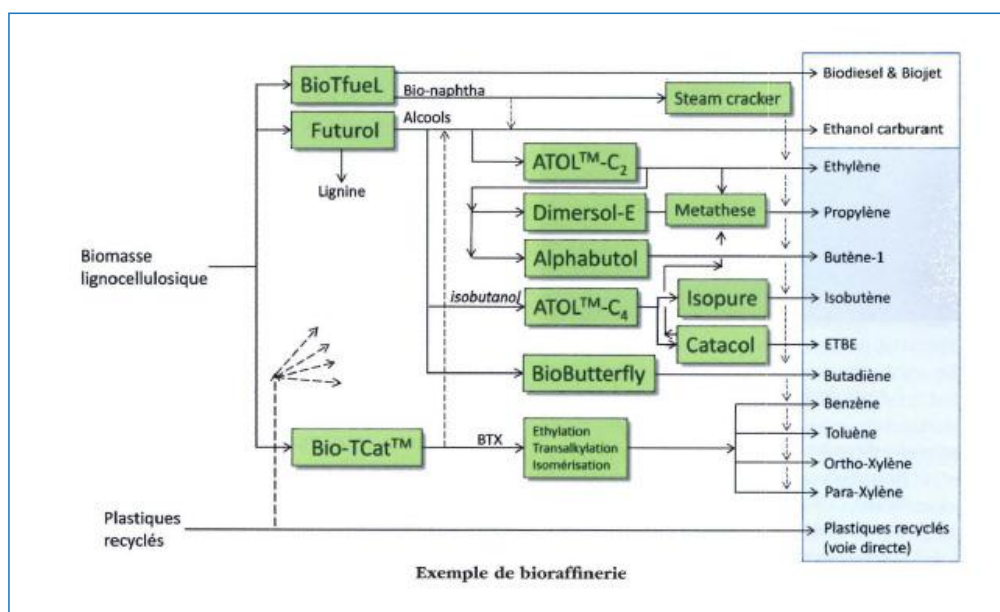 BioTfueL
Bio-naphtha
Steam cracker
Biodiesel & Biojet
Futurol
Alcools
Ethanol carburant
Lignine
ATOL™-C₂
Ethylène
Dimersol-E
Metathese
Propylène
Biomasse
lignocellulosique
Alphabutol
Butène-1
isobutanol
ATOL™-C₄
Isopure
Isobutène
Catacol
ETBE
BioButterfly
Butadiène
Bio-TCat™
BTX
Ethylation
Transalkylation
Isomérisation
Benzène
Toluène
Ortho-Xylène
Para-Xylène
Plastiques
recyclés
Plastiques recyclés
(voie directe)
Exemple de bioraffinerie